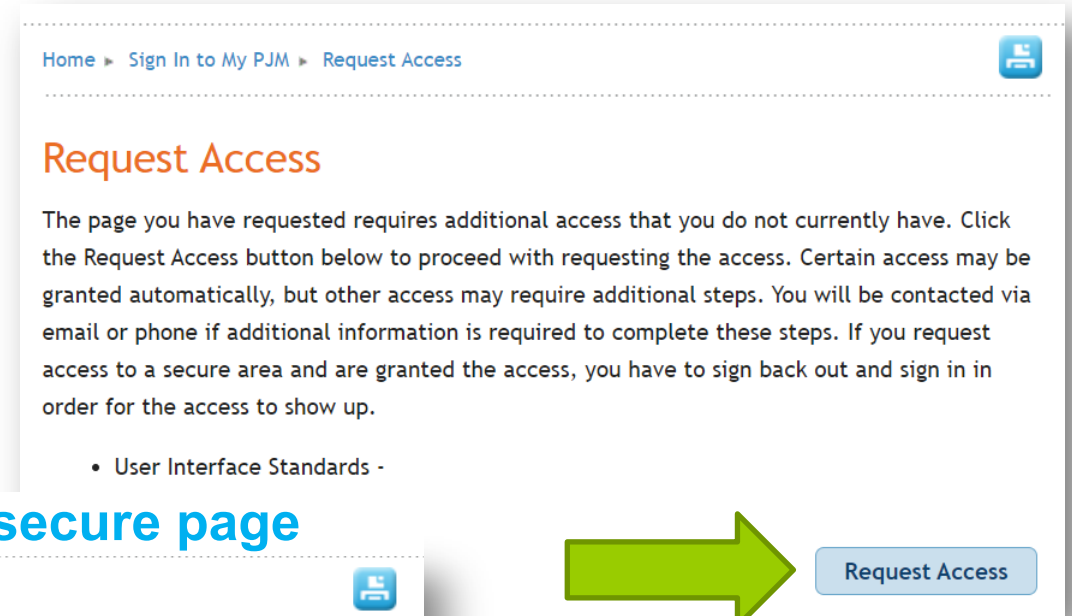 Home ▸ Sign In to My PJM ▸ Request Access
Request Access
The page you have requested requires additional access that you do not currently have. Click
the Request Access button below to proceed with requesting the access. Certain access may be
granted automatically, but other access may require additional steps. You will be contacted via
email or phone if additional information is required to complete these steps. If you request
access to a secure area and are granted the access, you have to sign back out and sign in in
order for the access to show up.
• User Interface Standards -
secure page
Request Access